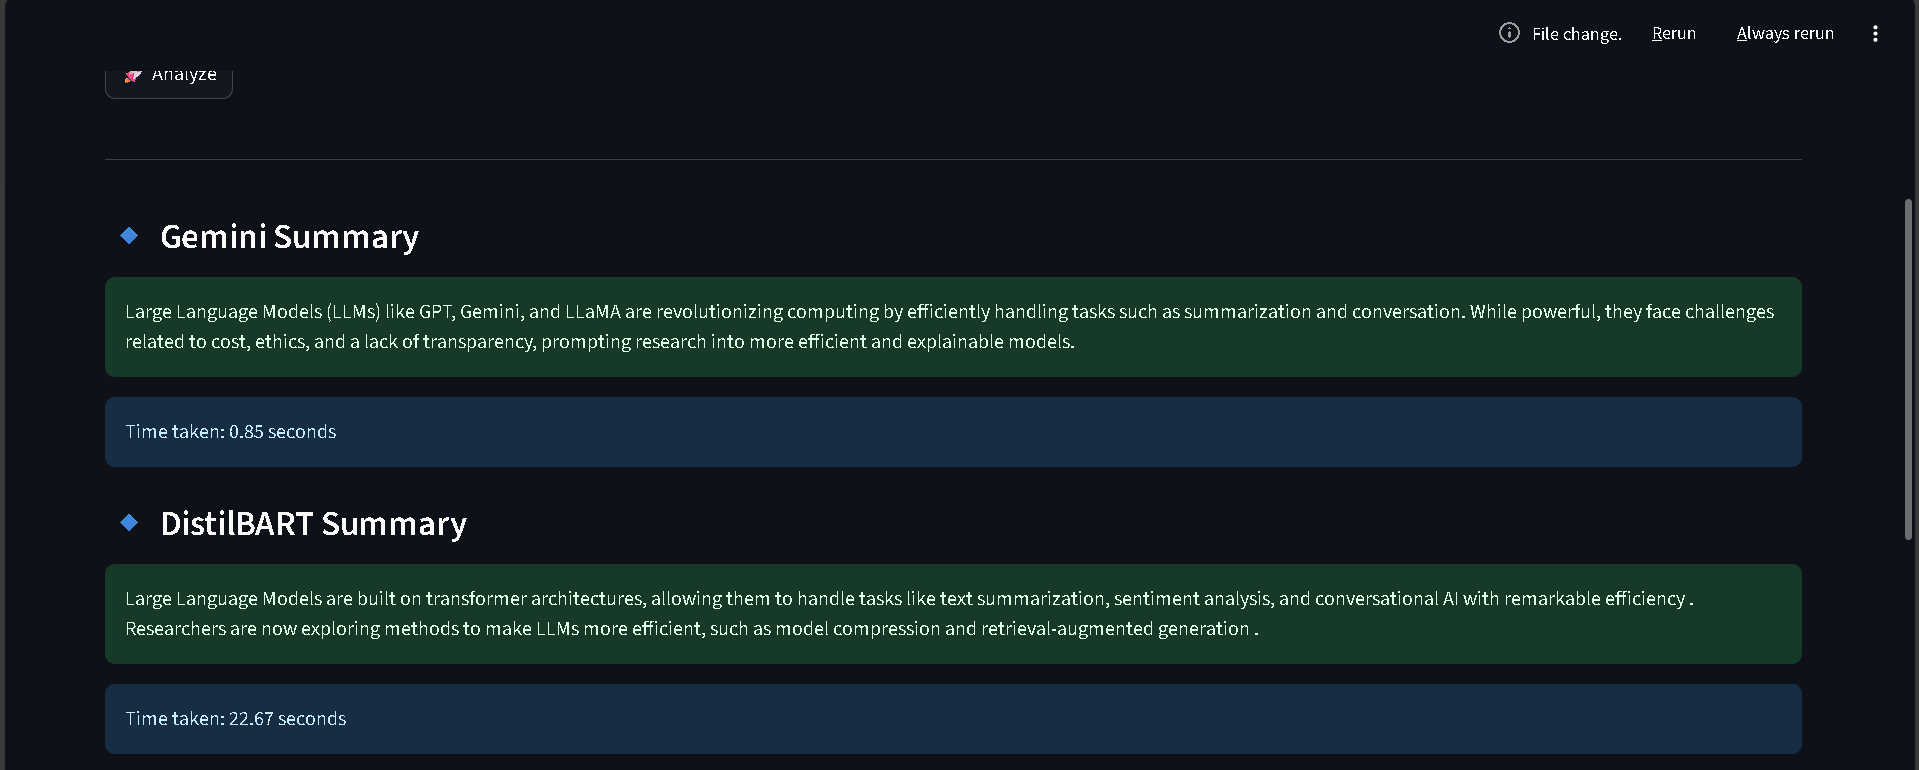 File change. Rerun Always rerun
Analyze
Gemini Summary
Large Language Models (LLMs) like GPT, Gemini, and LLaMA are revolutionizing computing by efficiently handling tasks such as summarization and conversation. While powerful, they face challenges
related to cost, ethics, and a lack of transparency, prompting research into more efficient and explainable models.
Time taken: 0.85 seconds
DistilBART Summary
Large Language Models are built on transformer architectures, allowing them to handle tasks like text summarization, sentiment analysis, and conversational AI with remarkable efficiency .
Researchers are now exploring methods to make LLMs more efficient, such as model compression and retrieval-augmented generation .
Time taken: 22.67 seconds